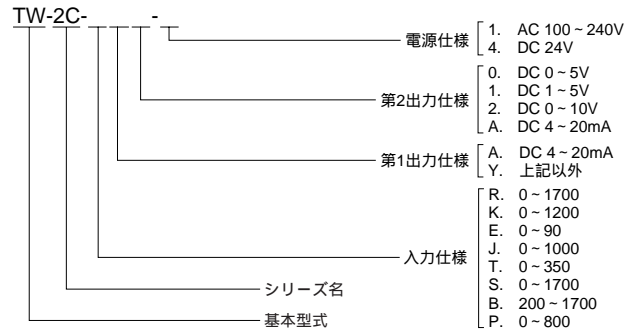 TW-2C- -
電源仕様
1. AC 100~240V
4. DC 24V
第2出力仕様
0. DC 0~5V
1. DC 1~5V
2. DC 0~10V
A. DC 4~20mA
第1出力仕様
A. DC 4~20mA
Y. 上記以外
入力仕様
R. 0~1700
K. 0~1200
E. 0~90
J. 0~1000
T. 0~350
S. 0~1700
B. 200~1700
P. 0~800
シリーズ名
基本型式